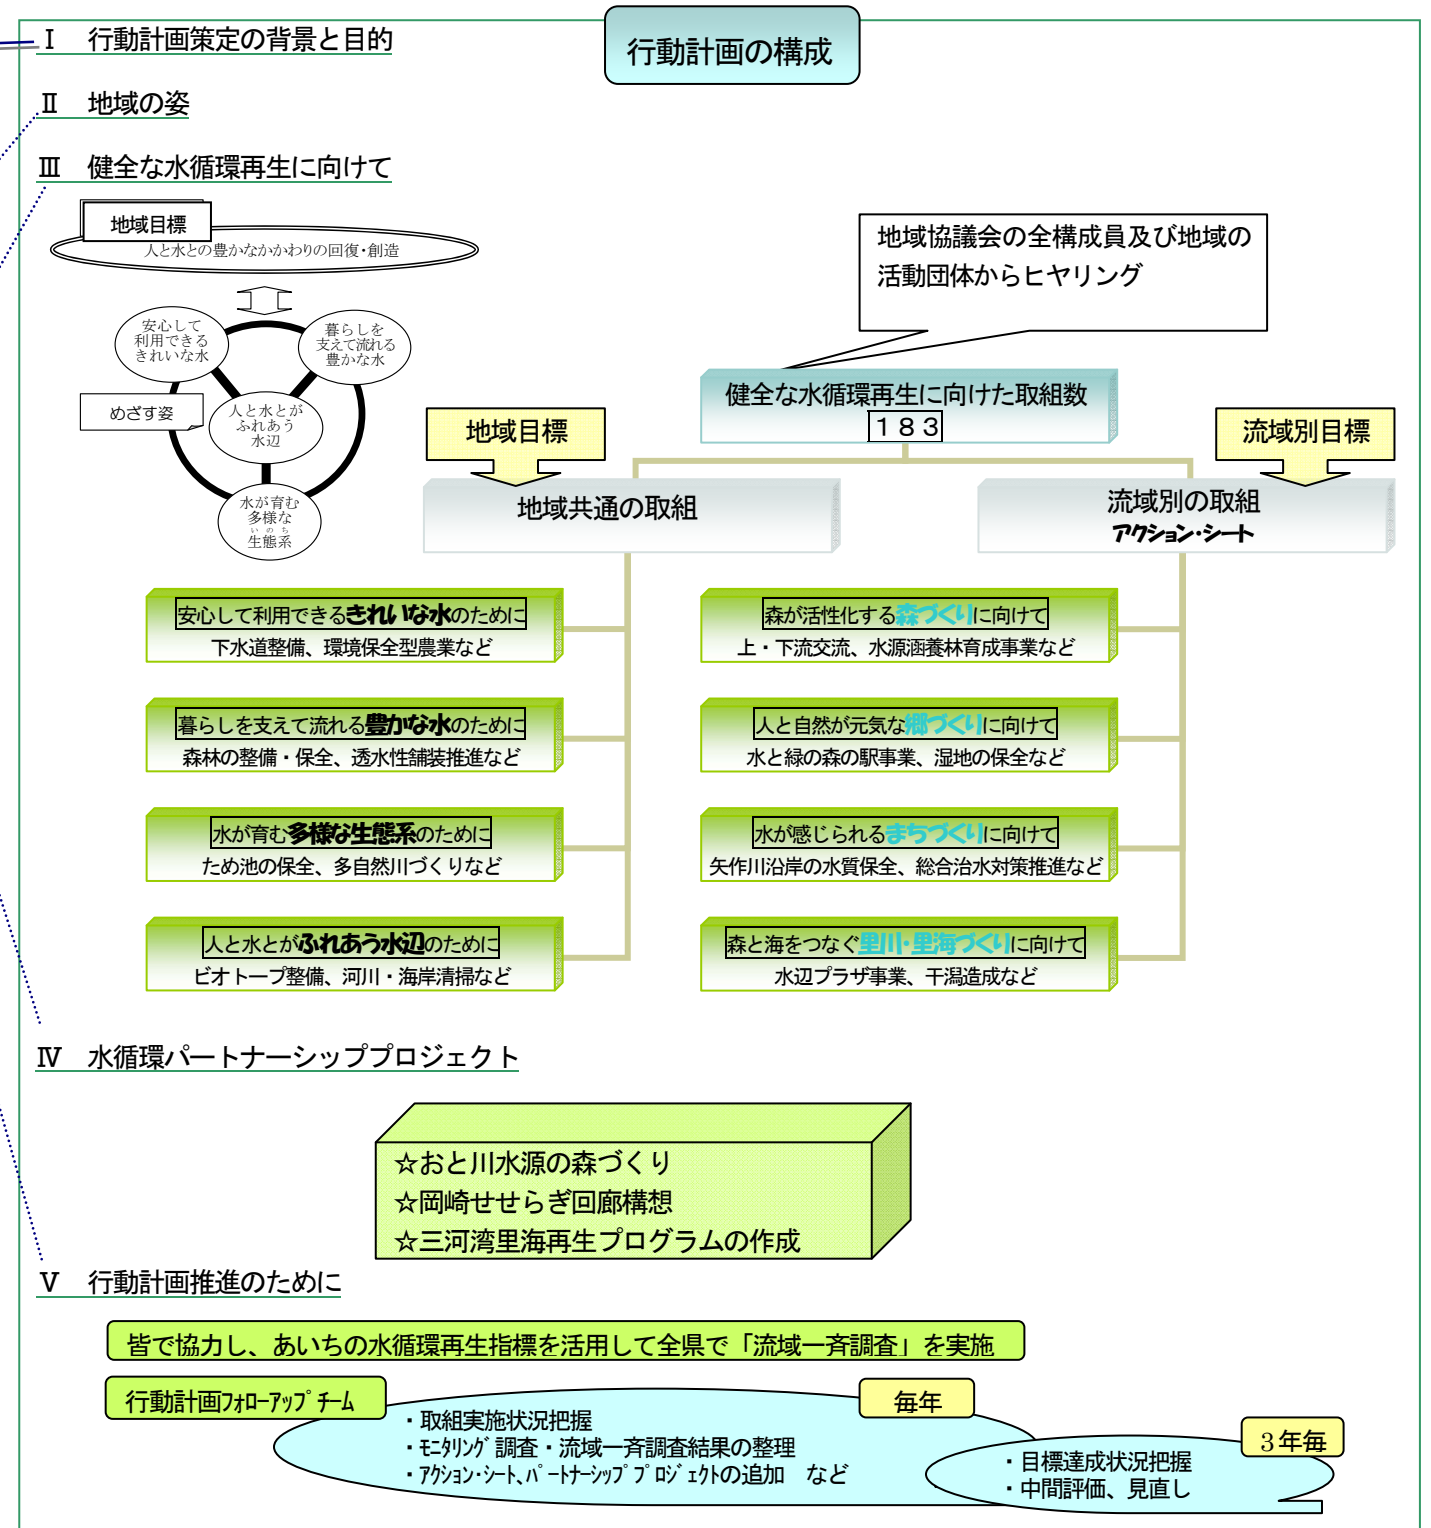 行動計画の構成
Ⅰ　行動計画策定の背景と目的
Ⅱ　地域の姿
Ⅲ　健全な水循環再生に向けて
地域目標
人と水との豊かなかかわりの回復・創造
安心して
利用できる
きれいな水
暮らしを
支えて流れる
豊かな水
めざす姿
人と水とが
ふれあう
水辺
水が育む
多様な
いのち
生態系
地域協議会の全構成員及び地域の
活動団体からヒヤリング
健全な水循環再生に向けた取組数
１８３
地域目標
流域別目標
地域共通の取組
流域別の取組
アクション・シート
安心して利用できるきれいな水のために
下水道整備、環境保全型農業など
暮らしを支えて流れる豊かな水のために
森林の整備・保全、透水性舗装推進など
水が育む多様な生態系のために
ため池の保全、多自然川づくりなど
人と水とがふれあう水辺のために
ビオトープ整備、河川・海岸清掃など
森が活性化する森づくりに向けて
上・下流交流、水源涵養林育成事業など
人と自然が元気な郷づくりに向けて
水と緑の森の駅事業、湿地の保全など
水が感じられるまちづくりに向けて
矢作川沿岸の水質保全、総合治水対策推進など
森と海をつなぐ里川・里海づくりに向けて
水辺プラザ事業、干潟造成など
Ⅳ　水循環パートナーシッププロジェクト
☆おと川水源の森づくり
☆岡崎せせらぎ回廊構想
☆三河湾里海再生プログラムの作成
Ⅴ　行動計画推進のために
皆で協力し、あいちの水循環再生指標を活用して全県で「流域一斉調査」を実施
行動計画ﾌｫﾛｰｱｯﾌﾟﾁｰﾑ
毎年
・取組実施状況把握
・ﾓﾆﾀﾘﾝｸﾞ調査・流域一斉調査結果の整理
・ｱｸｼｮﾝ・ｼｰﾄ、ﾊﾟｰﾄﾅｰｼｯﾌﾟﾌﾟﾛｼﾞｪｸﾄの追加　など
３年毎
・目標達成状況把握
・中間評価、見直し